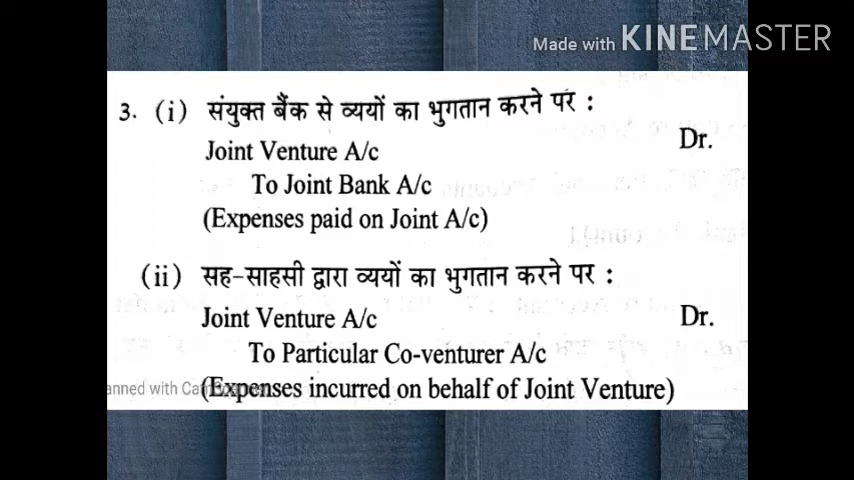 Made with KINEMASTER
3. (i) संयुक्त बैंक से व्ययों का भुगतान करने पर :
Joint Venture A/c Dr.
To Joint Bank A/c
(Expenses paid on Joint A/c)
(ii) सह-साहसी द्वारा व्ययों का भुगतान करने पर :
Joint Venture A/c Dr.
To Particular Co-venturer A/c
anned with
(Expenses incurred on behalf of Joint Venture)